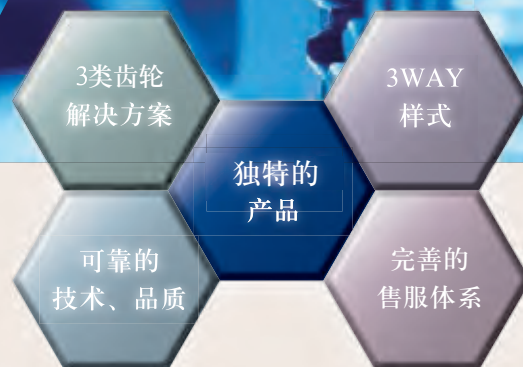 3类齿轮
解决方案
3WAY
样式
独特的
产品
可靠的
技术、品质
完善的
售服体系